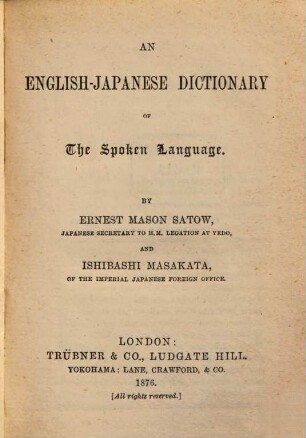 AN
ENGLISH-JAPANESE DICTIONARY
OF
The Spoken Language.
BY
ERNEST MASON SATOW,
JAPANESE SECRETARY TO H.M. LEGATION AT YEDO,
AND
ISHIBASHI MASAKATA,
OF THE IMPERIAL JAPANESE FOREIGN OFFICE.
LONDON:
TRÜBNER & CO., LUDGATE HILL.
YOKOHAMA: LANE, CRAWFORD, & CO.
1876.
[All rights reserved.]